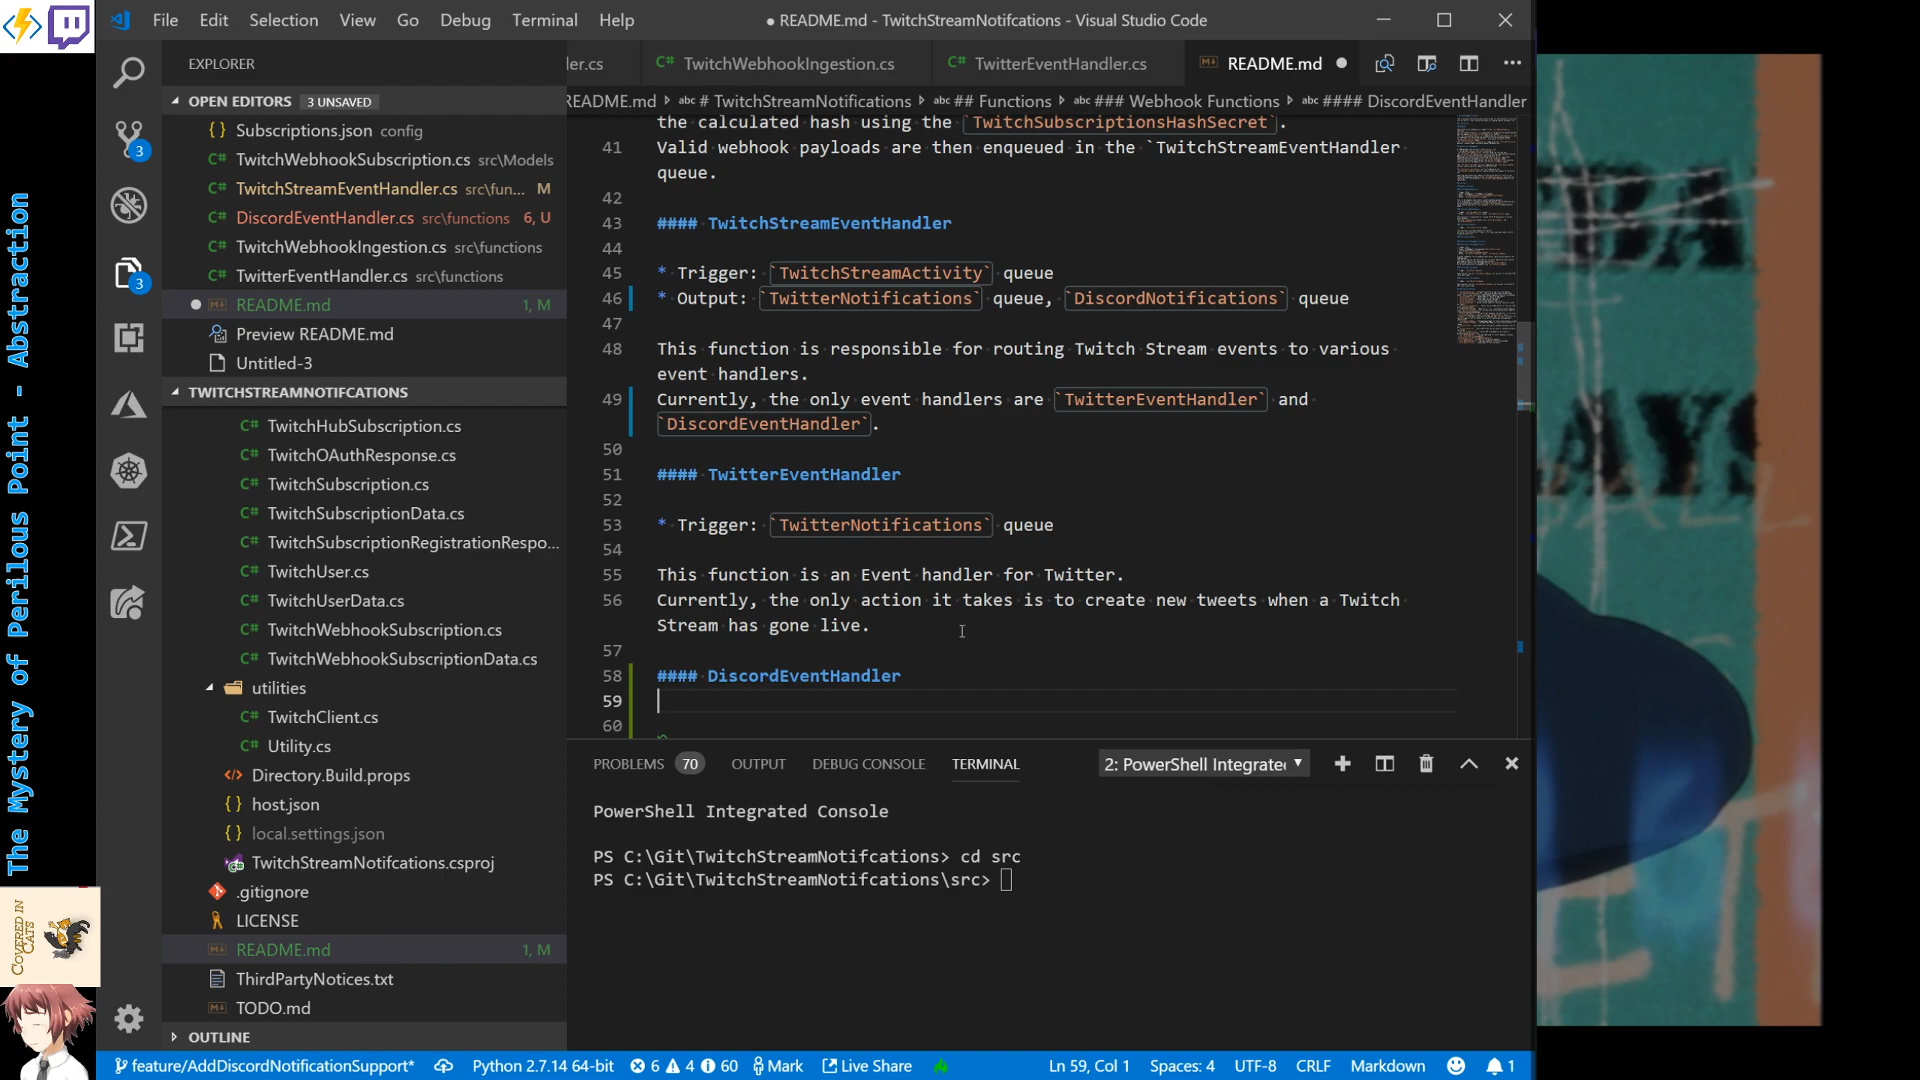 File Edit Selection View Go Debug Terminal Help
● README.md - TwitchStreamNotifcations - Visual Studio Code
EXPLORER
OPEN EDITORS 3 UNSAVED
Subscriptions.json config
TwitchWebhookSubscription.cs src\Models
TwitchStreamEventHandler.cs src\fun... M
DiscordEventHandler.cs src\functions 6, U
TwitchWebhookIngestion.cs src\functions
TwitterEventHandler.cs src\functions
README.md 1, M
Preview README.md
Untitled-3
TWITCHSTREAMNOTIFCATIONS
TwitchHubSubscription.cs
TwitchOAuthResponse.cs
TwitchSubscription.cs
TwitchSubscriptionData.cs
TwitchSubscriptionRegistrationRespo...
TwitchUser.cs
TwitchUserData.cs
TwitchWebhookSubscription.cs
TwitchWebhookSubscriptionData.cs
utilities
TwitchClient.cs
Utility.cs
Directory.Build.props
host.json
local.settings.json
TwitchStreamNotifcations.csproj
.gitignore
LICENSE
README.md 1, M
ThirdPartyNotices.txt
TODO.md
OUTLINE
3
3
ler.cs TwitchWebhookIngestion.cs TwitterEventHandler.cs README.md ●
README.md > # TwitchStreamNotifications > ## Functions > ### Webhook Functions > #### DiscordEventHandler
the calculated hash using the `TwitchSubscriptionsHashSecret`.
41 Valid webhook payloads are then enqueued in the `TwitchStreamEventHandler
queue.
42
43 #### TwitchStreamEventHandler
44
45 * Trigger: `TwitchStreamActivity` queue
46 * Output: `TwitterNotifications` queue, `DiscordNotifications` queue
47
48 This function is responsible for routing Twitch Stream events to various
event handlers.
49 Currently, the only event handlers are `TwitterEventHandler` and
`DiscordEventHandler`.
50
51 #### TwitterEventHandler
52
53 * Trigger: `TwitterNotifications` queue
54
55 This function is an Event handler for Twitter.
56 Currently, the only action it takes is to create new tweets when a Twitch
Stream has gone live.
57
58 #### DiscordEventHandler
59
60
PROBLEMS 70 OUTPUT DEBUG CONSOLE TERMINAL 2: PowerShell Integrate
PowerShell Integrated Console
PS C:\Git\TwitchStreamNotifcations> cd src
PS C:\Git\TwitchStreamNotifcations\src>
feature/AddDiscordNotificationSupport* Python 2.7.14 64-bit 6 4 60 Mark Live Share Ln 59, Col 1 Spaces: 4 UTF-8 CRLF Markdown 1
The Mystery of Perilous Point - Abstraction
COVERED IN
CATS